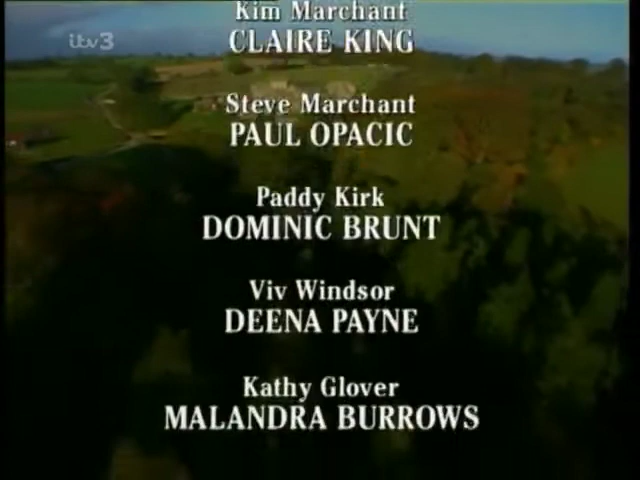 Kim Marchant
CLAIRE KING
itv3
Steve Marchant
PAUL OPACIC
Paddy Kirk
DOMINIC BRUNT
Viv Windsor
DEENA PAYNE
Kathy Glover
MALANDRA BURROWS